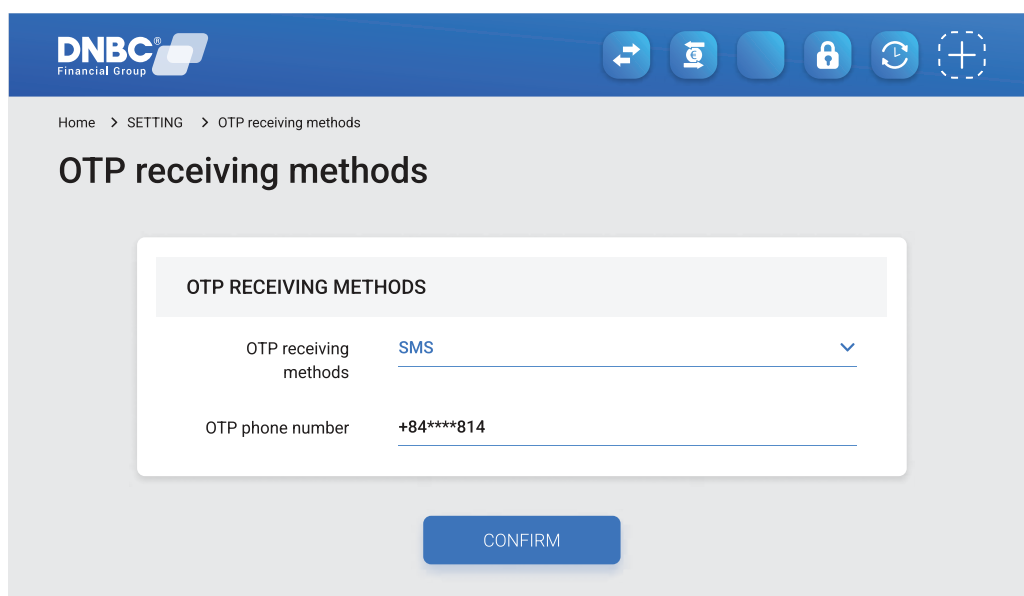 DNBC®
Financial Group
Home > SETTING > OTP receiving methods
OTP receiving methods
OTP RECEIVING METHODS
OTP receiving
methods
SMS
OTP phone number
+84****814
CONFIRM